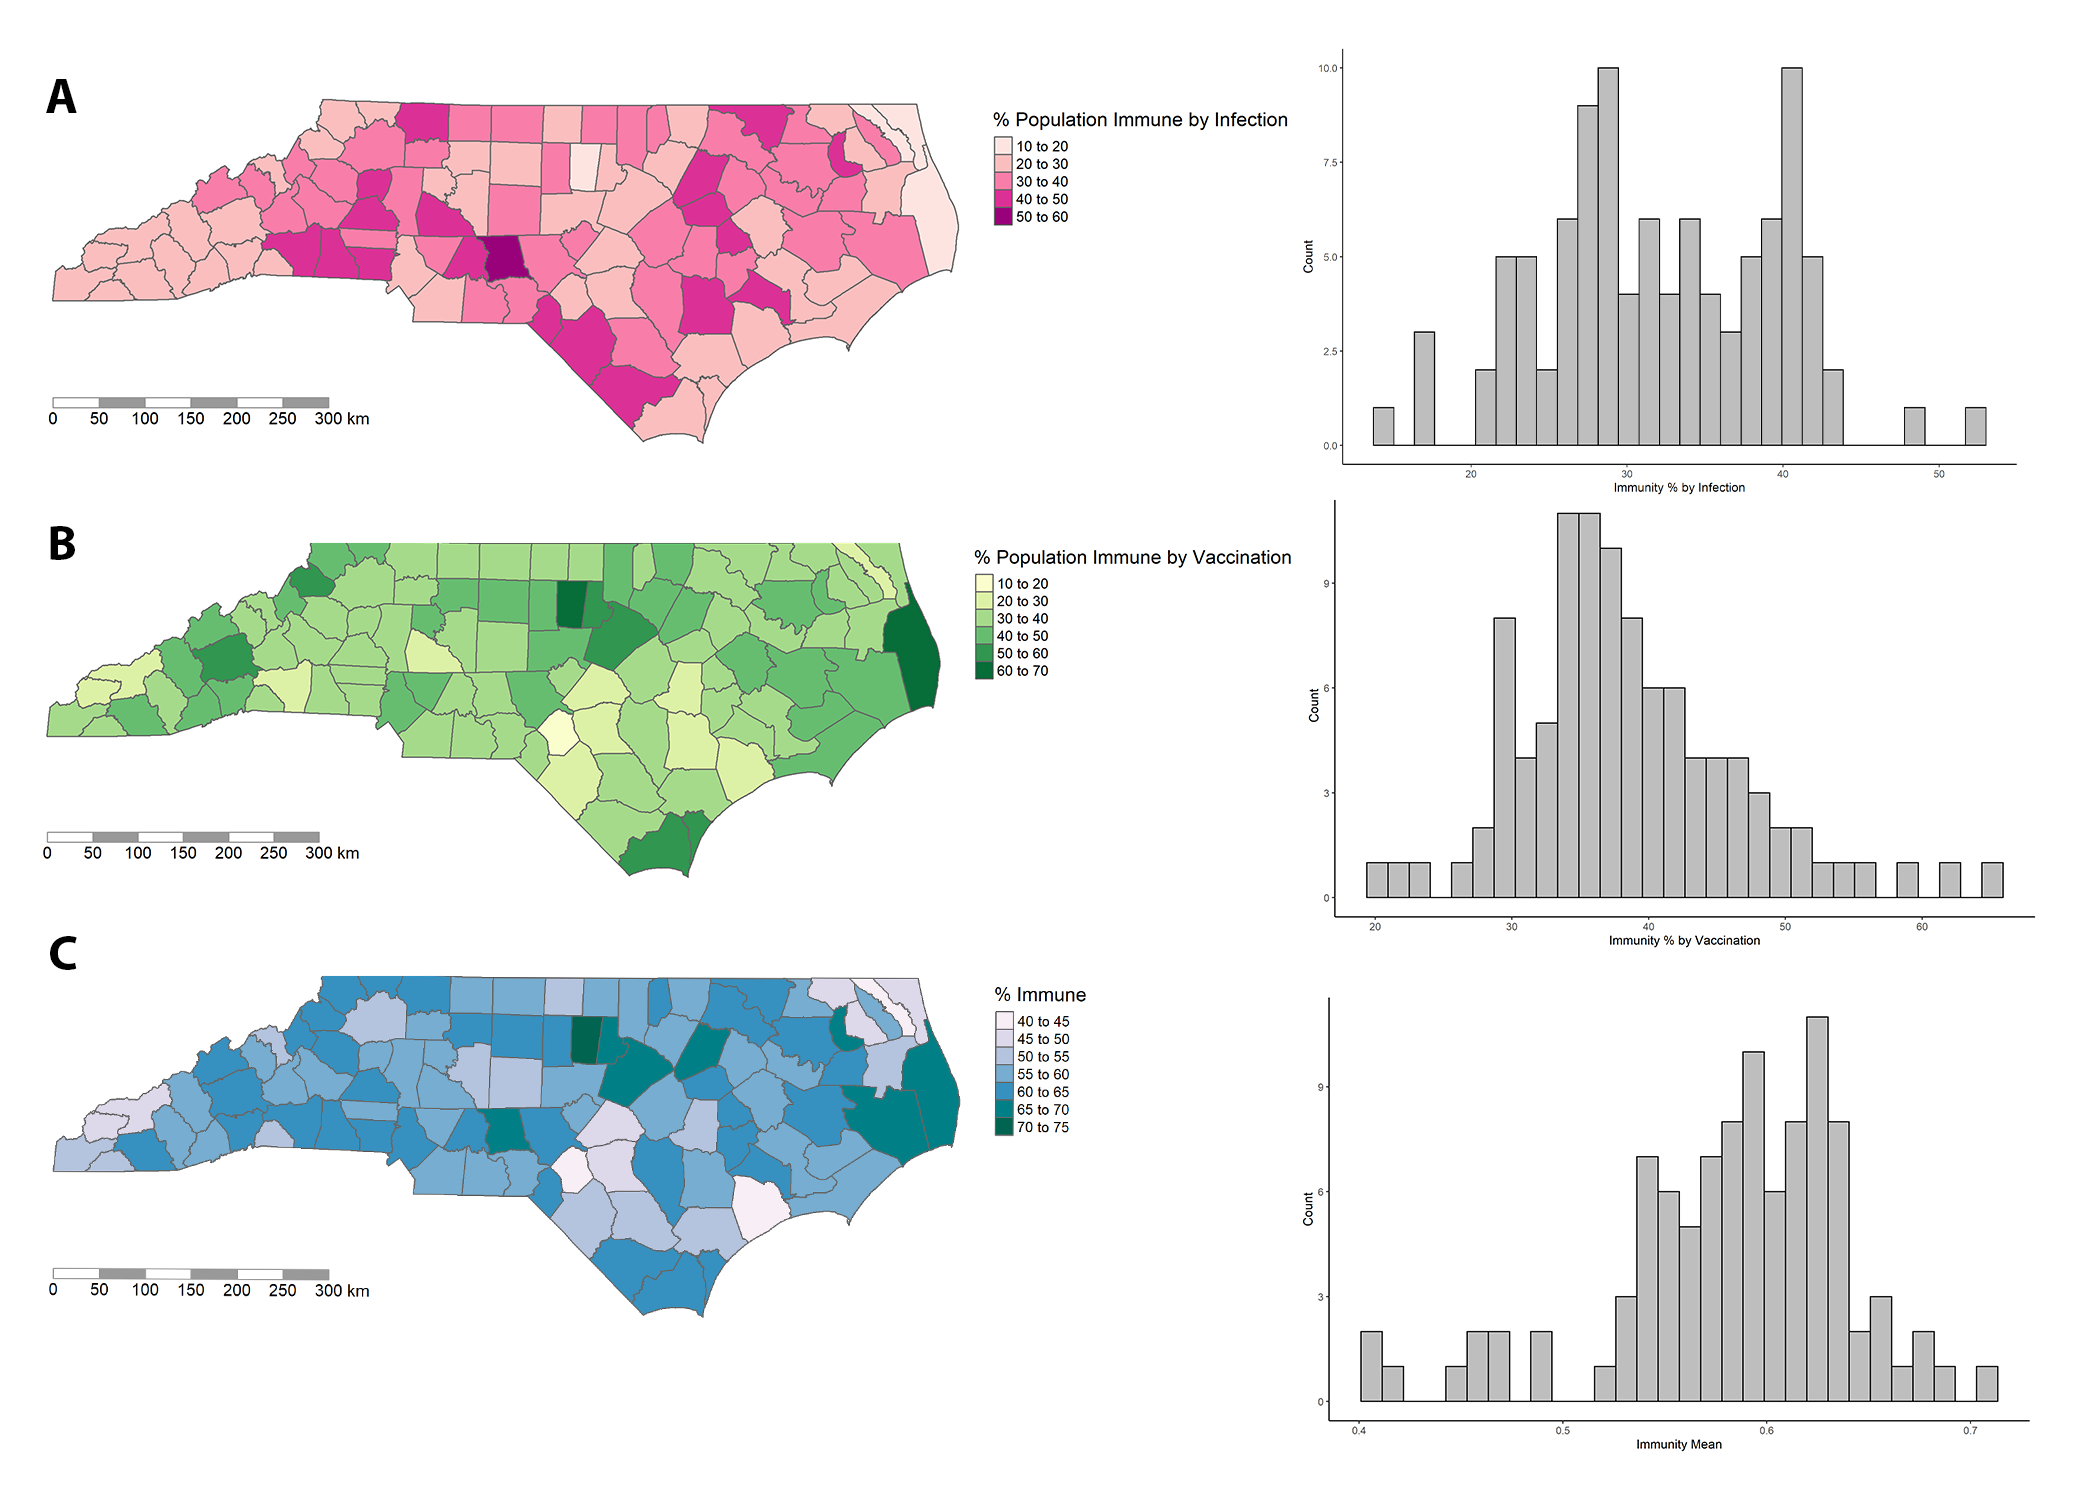 A
% Population Immune by Infection
10 to 20
20 to 30
30 to 40
40 to 50
50 to 60
0 50 100 150 200 250 300 km
10.0
7.5
5.0
2.5
0.0
Count
20 30 40 50
Immunity % by Infection
B
% Population Immune by Vaccination
10 to 20
20 to 30
30 to 40
40 to 50
50 to 60
60 to 70
0 50 100 150 200 250 300 km
9
6
3
0
Count
20 30 40 50 60
Immunity % by Vaccination
C
% Immune
40 to 45
45 to 50
50 to 55
55 to 60
60 to 65
65 to 70
70 to 75
0 50 100 150 200 250 300 km
9
6
3
0
Count
0.4 0.5 0.6 0.7
Immunity Mean